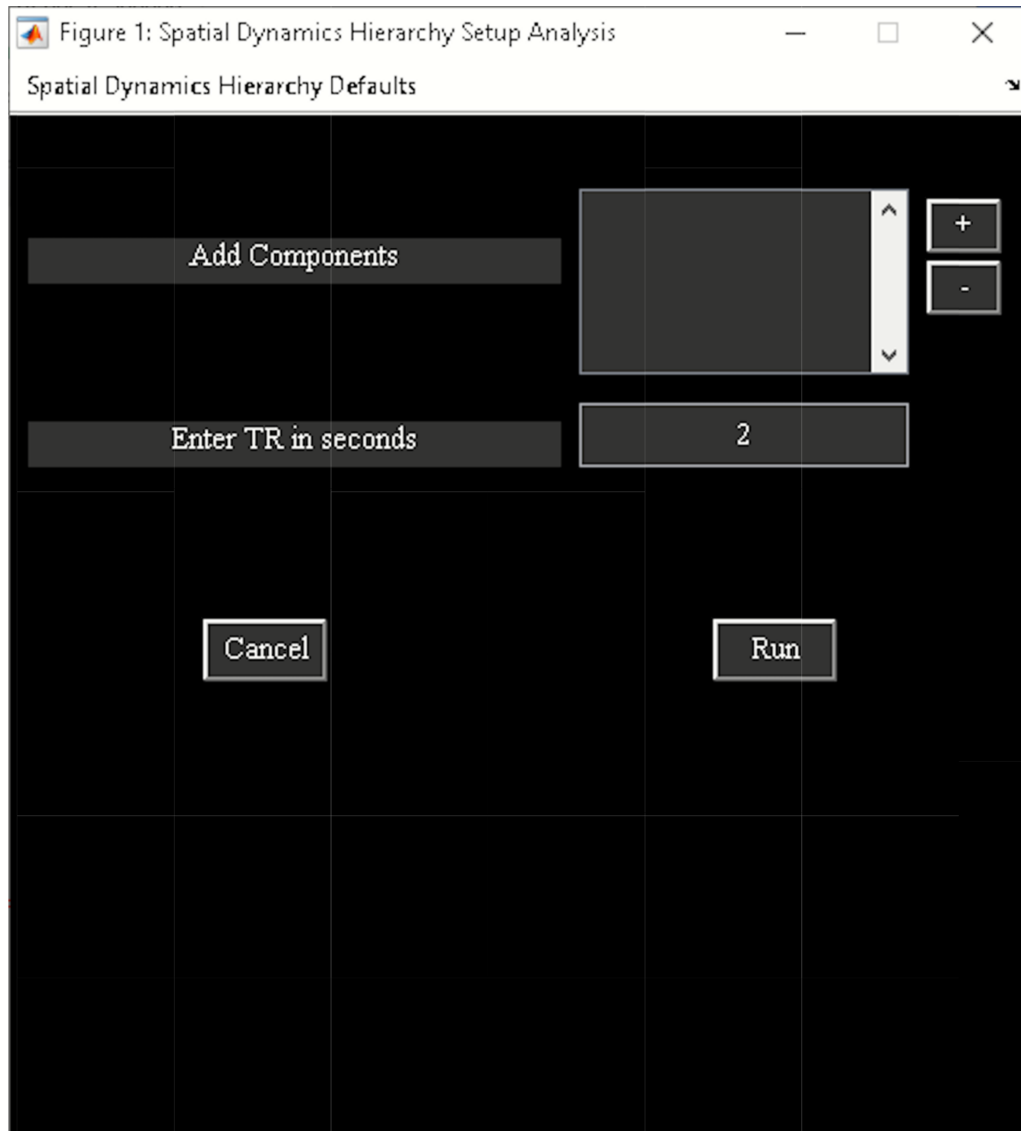 Figure 1: Spatial Dynamics Hierarchy Setup Analysis
Spatial Dynamics Hierarchy Defaults
Add Components
+
-
Enter TR in seconds
2
Cancel
Run